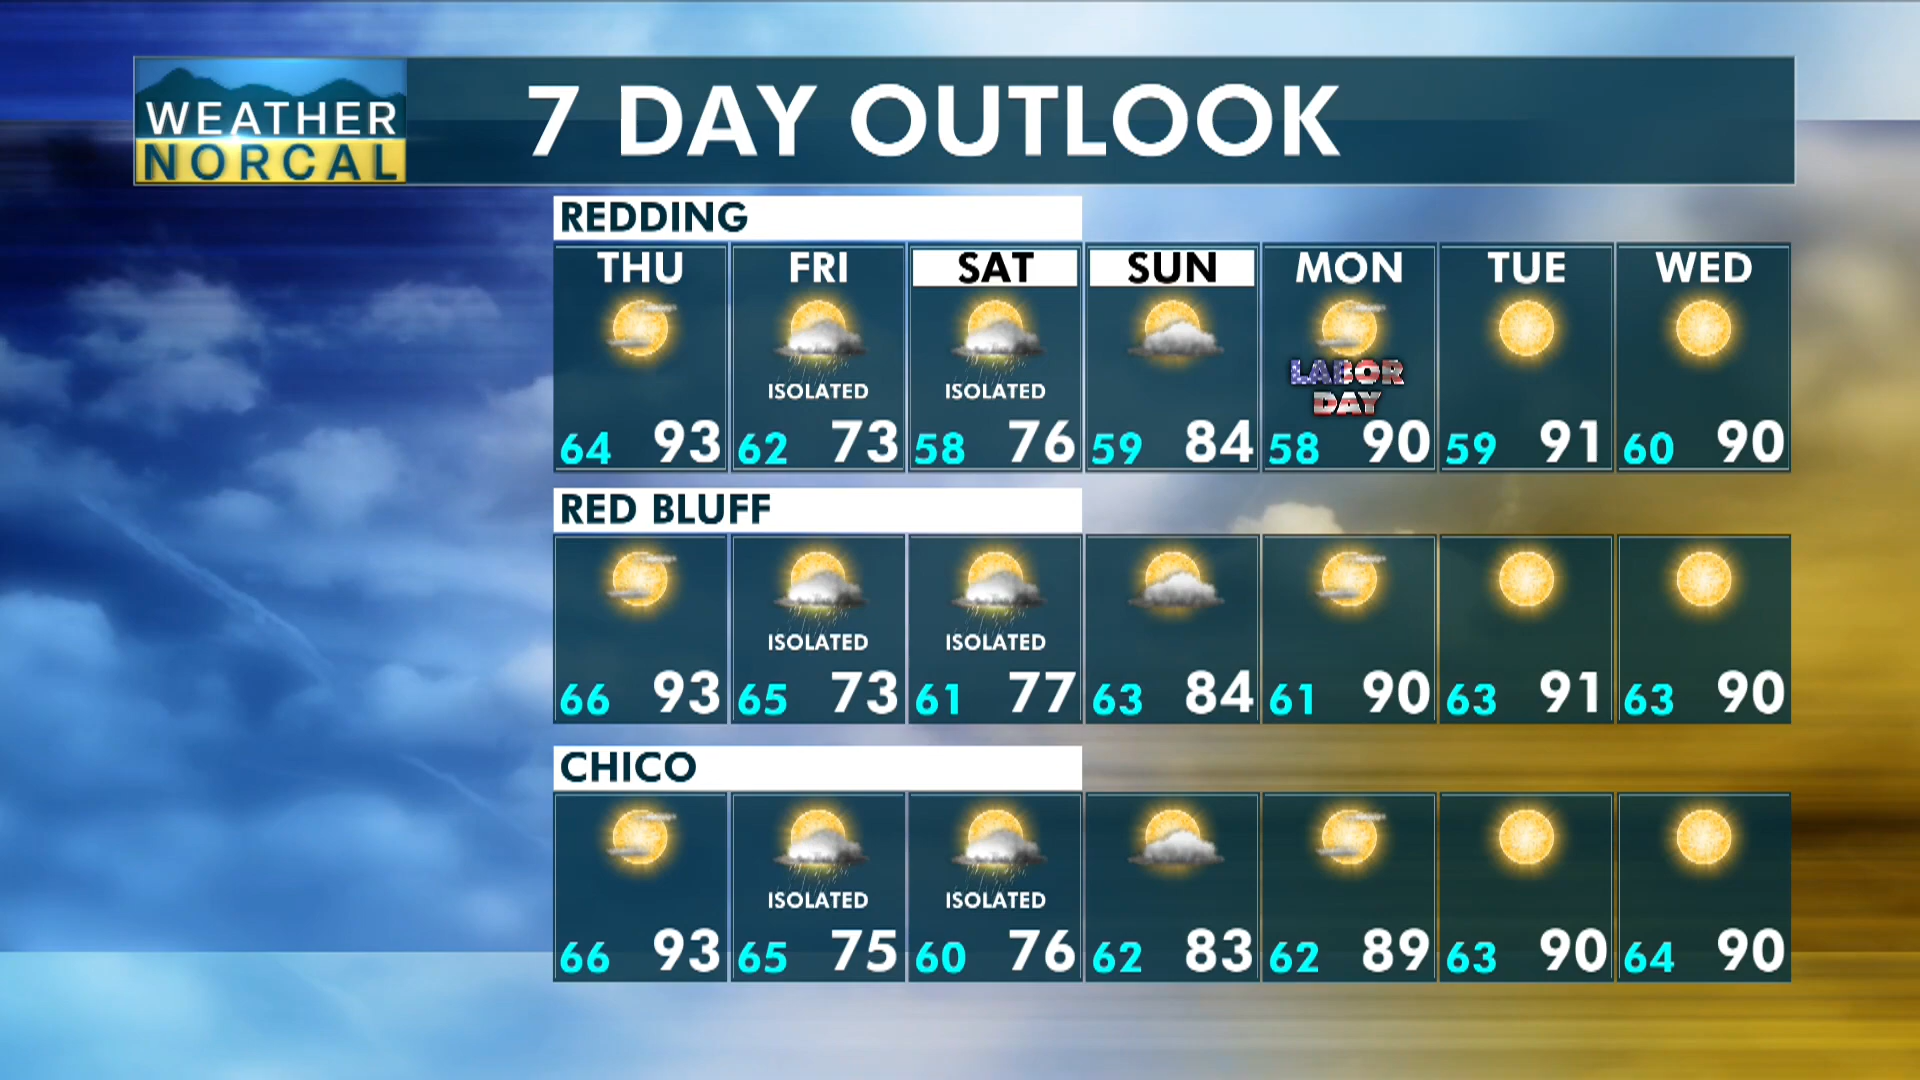 WEATHER
NORCAL
7 DAY OUTLOOK
REDDING
THU FRI SAT SUN MON TUE WED
LABOR
DAY
ISOLATED ISOLATED
64 93 62 73 58 76 59 84 58 90 59 91 60 90
RED BLUFF
ISOLATED ISOLATED
66 93 65 73 61 77 63 84 61 90 63 91 63 90
CHICO
ISOLATED ISOLATED
66 93 65 75 60 76 62 83 62 89 63 90 64 90